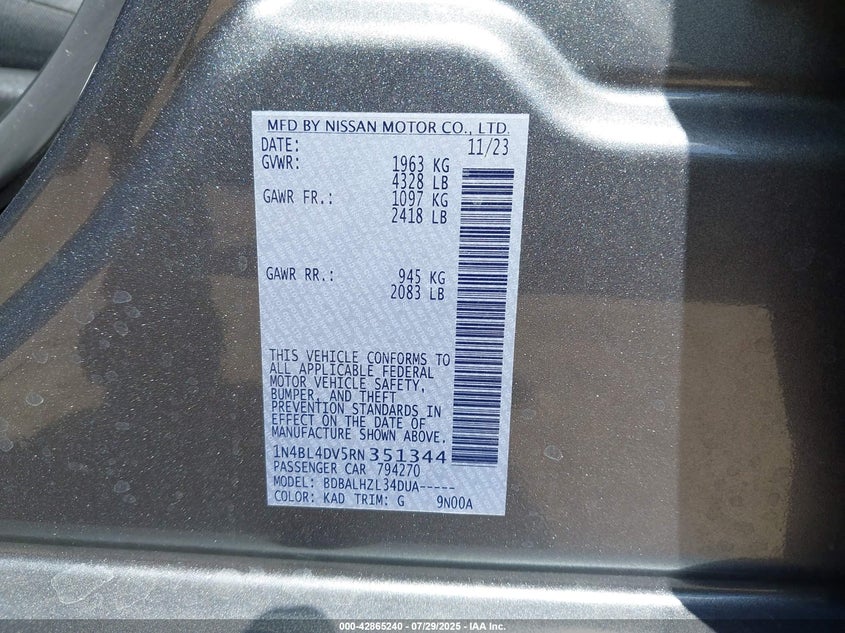 MFD BY NISSAN MOTOR CO., LTD.
DATE: 11/23
GVWR: 1963 KG
4328 LB
GAWR FR.: 1097 KG
2418 LB
GAWR RR.: 945 KG
2083 LB
THIS VEHICLE CONFORMS TO
ALL APPLICABLE FEDERAL
MOTOR VEHICLE SAFETY,
BUMPER, AND THEFT
PREVENTION STANDARDS IN
EFFECT ON THE DATE OF
MANUFACTURE SHOWN ABOVE.
1N4BL4DV5RN351344
PASSENGER CAR 794270
MODEL: BDBALHZL34DUA-----
COLOR: KAD TRIM: G 9N00A
000-42865240 | 07/29/2025 | IAA Inc.